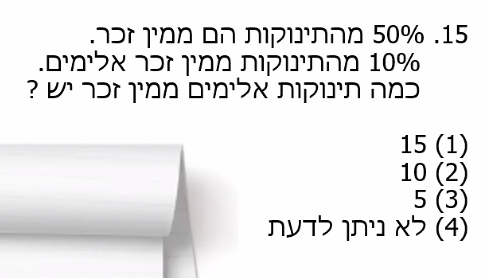 15. 50% מהתינוקות הם ממין זכר.
10% מהתינוקות ממין זכר אלימים.
כמה תינוקות אלימים ממין זכר יש ?
(1) 15
(2) 10
(3) 5
(4) לא ניתן לדעת